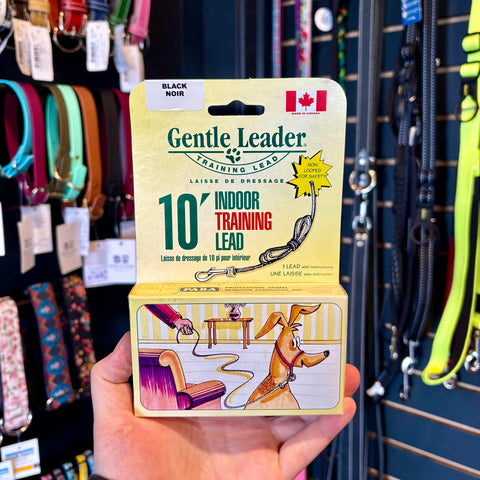 BLACK
NOIR
MADE IN CANADA
Gentle Leader®
TRAINING LEAD
LAISSE DE DRESSAGE
NON-
LOOPED
FOR SAFETY
10′ INDOOR
TRAINING
LEAD
Laisse de dressage de 10 pi pour intérieur
1 LEAD with instructions
UNE LAISSE avec instructions
PABA